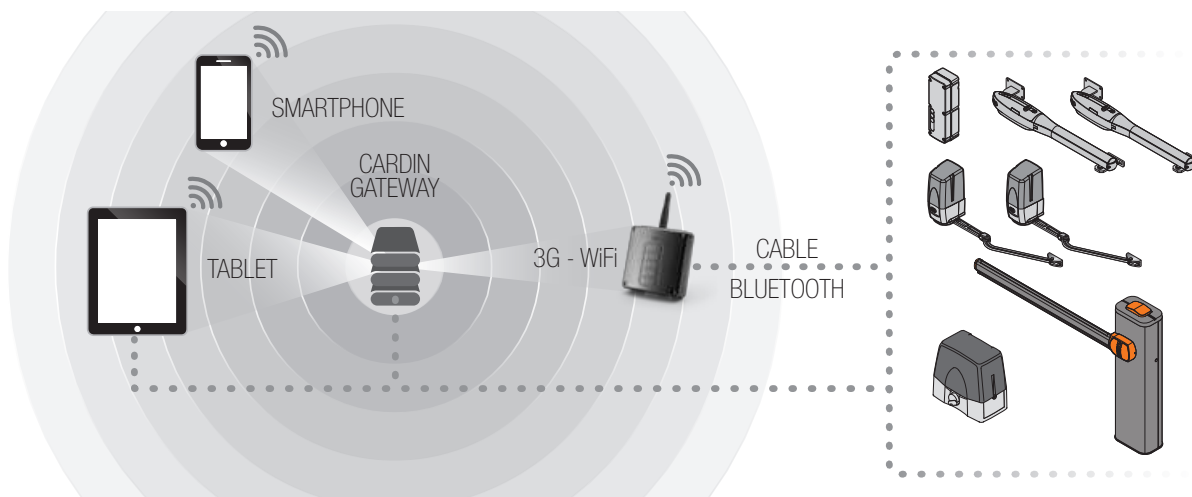 SMARTPHONE
CARDIN
GATEWAY
TABLET
3G - WiFi
CABLE
BLUETOOTH